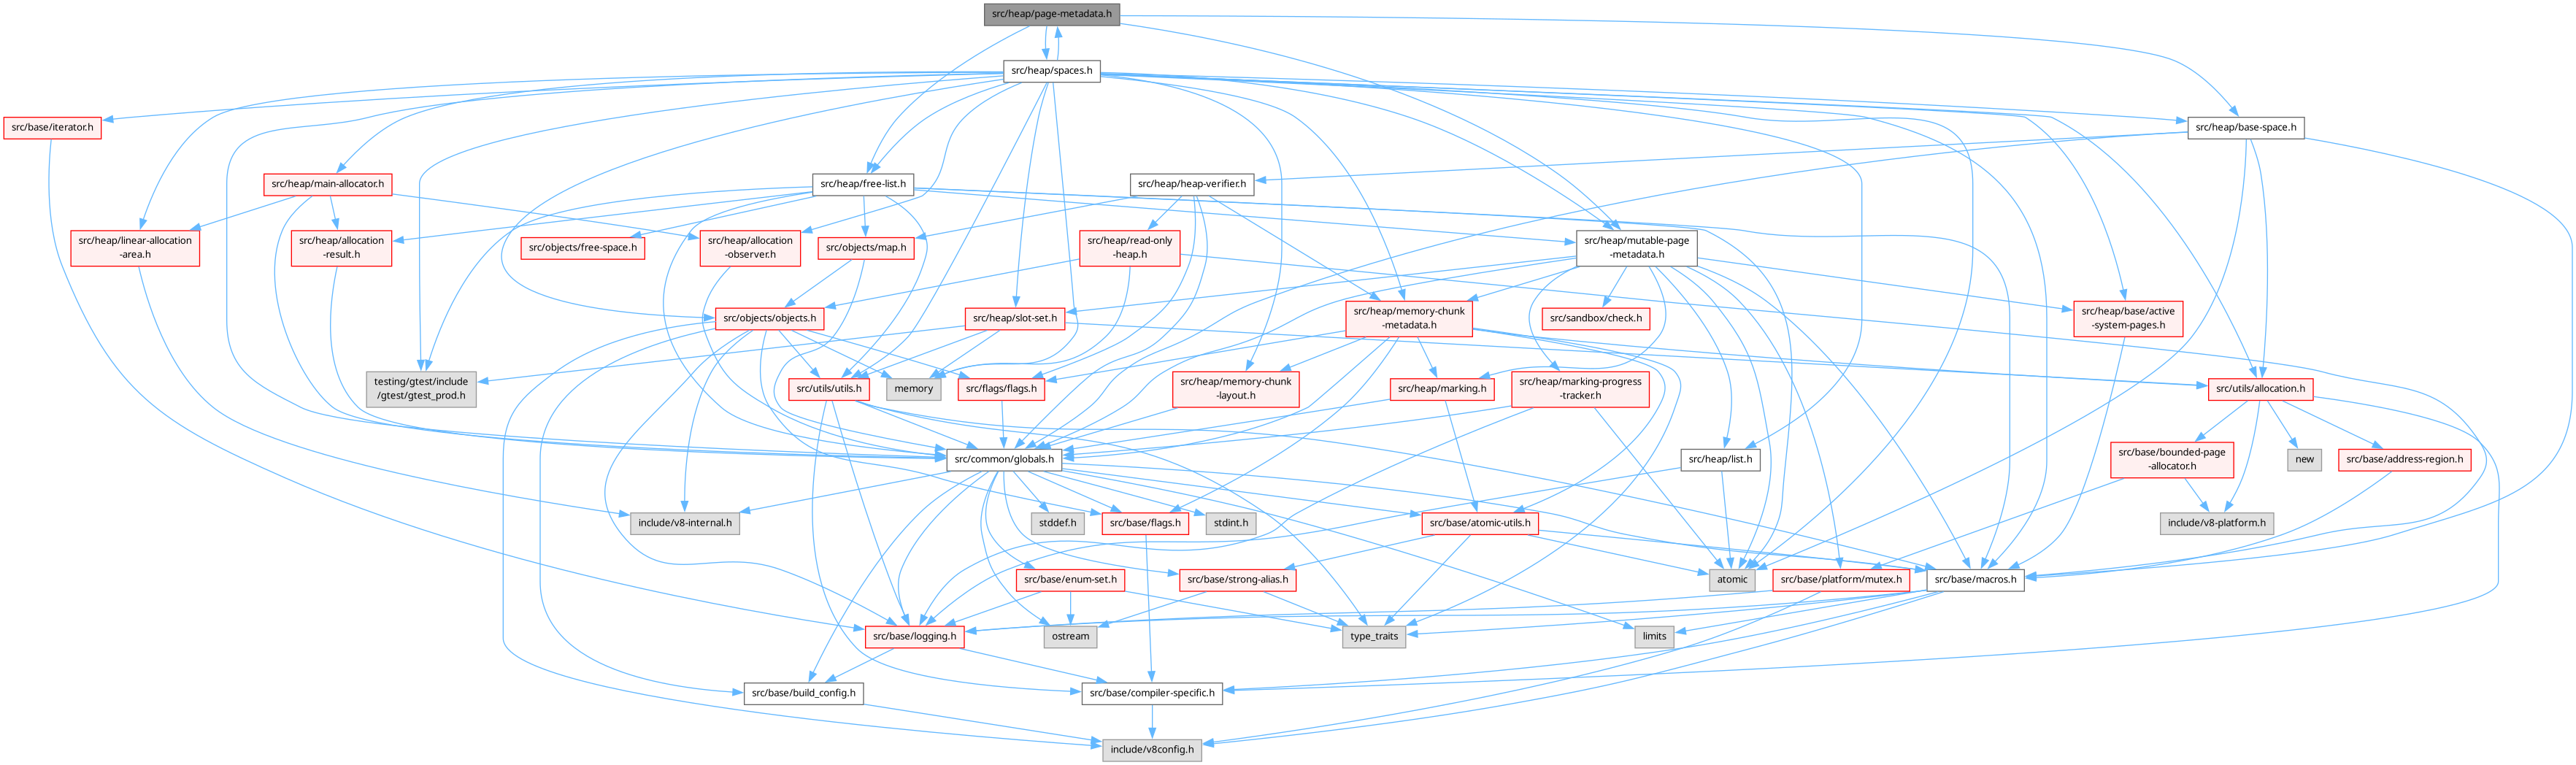 src/heap/page-metadata.h
src/heap/spaces.h
src/base/iterator.h
src/heap/base-space.h
src/heap/main-allocator.h
src/heap/free-list.h
src/heap/heap-verifier.h
src/heap/linear-allocation
-area.h
src/heap/allocation
-result.h
src/objects/free-space.h
src/heap/allocation
-observer.h
src/objects/map.h
src/heap/read-only
-heap.h
src/heap/mutable-page
-metadata.h
src/objects/objects.h
src/heap/slot-set.h
src/heap/memory-chunk
-metadata.h
src/sandbox/check.h
src/heap/base/active
-system-pages.h
testing/gtest/include
/gtest/gtest_prod.h
src/utils/utils.h
memory
src/flags/flags.h
src/heap/memory-chunk
-layout.h
src/heap/marking.h
src/heap/marking-progress
-tracker.h
src/utils/allocation.h
src/common/globals.h
src/heap/list.h
src/base/bounded-page
-allocator.h
new
src/base/address-region.h
include/v8-internal.h
stddef.h
src/base/flags.h
stdint.h
src/base/atomic-utils.h
include/v8-platform.h
src/base/enum-set.h
src/base/strong-alias.h
atomic
src/base/platform/mutex.h
src/base/macros.h
src/base/logging.h
ostream
type_traits
limits
src/base/build_config.h
src/base/compiler-specific.h
include/v8config.h